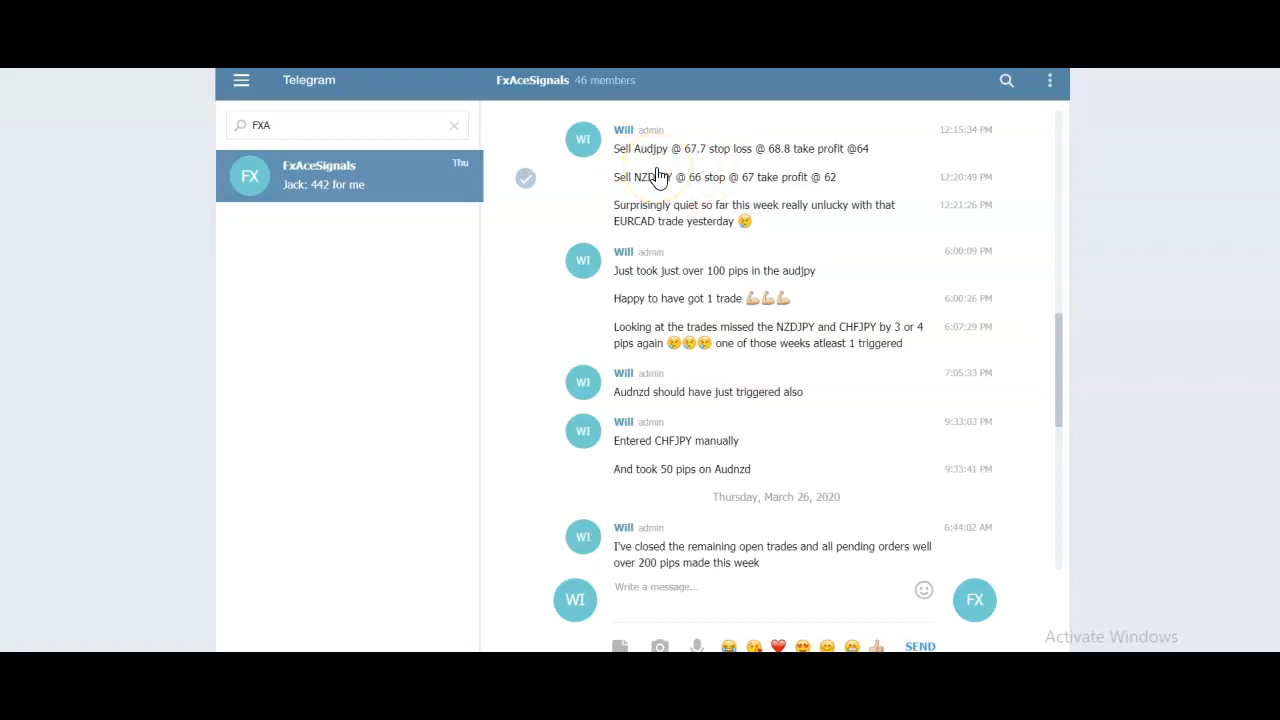 Telegram
FxAceSignals 46 members
FXA
FX
FxAceSignals
Thu
Jack: 442 for me
WI
Will admin
12:15:34 PM
Sell Audjpy @ 67.7 stop loss @ 68.8 take profit @64
Sell NZDJPY @ 66 stop @ 67 take profit @ 62
12:20:49 PM
Surprisingly quiet so far this week really unlucky with that
12:21:26 PM
EURCAD trade yesterday 😢
WI
Will admin
6:00:09 PM
Just took just over 100 pips in the audjpy
Happy to have got 1 trade 💪🏼💪🏼💪🏼
6:00:26 PM
Looking at the trades missed the NZDJPY and CHFJPY by 3 or 4
6:07:29 PM
pips again 😢😢😢 one of those weeks atleast 1 triggered
WI
Will admin
7:05:33 PM
Audnzd should have just triggered also
WI
Will admin
9:33:03 PM
Entered CHFJPY manually
And took 50 pips on Audnzd
9:33:41 PM
Thursday, March 26, 2020
WI
Will admin
6:44:02 AM
I've closed the remaining open trades and all pending orders well
over 200 pips made this week
WI
Write a message...
FX
SEND
Activate Windows